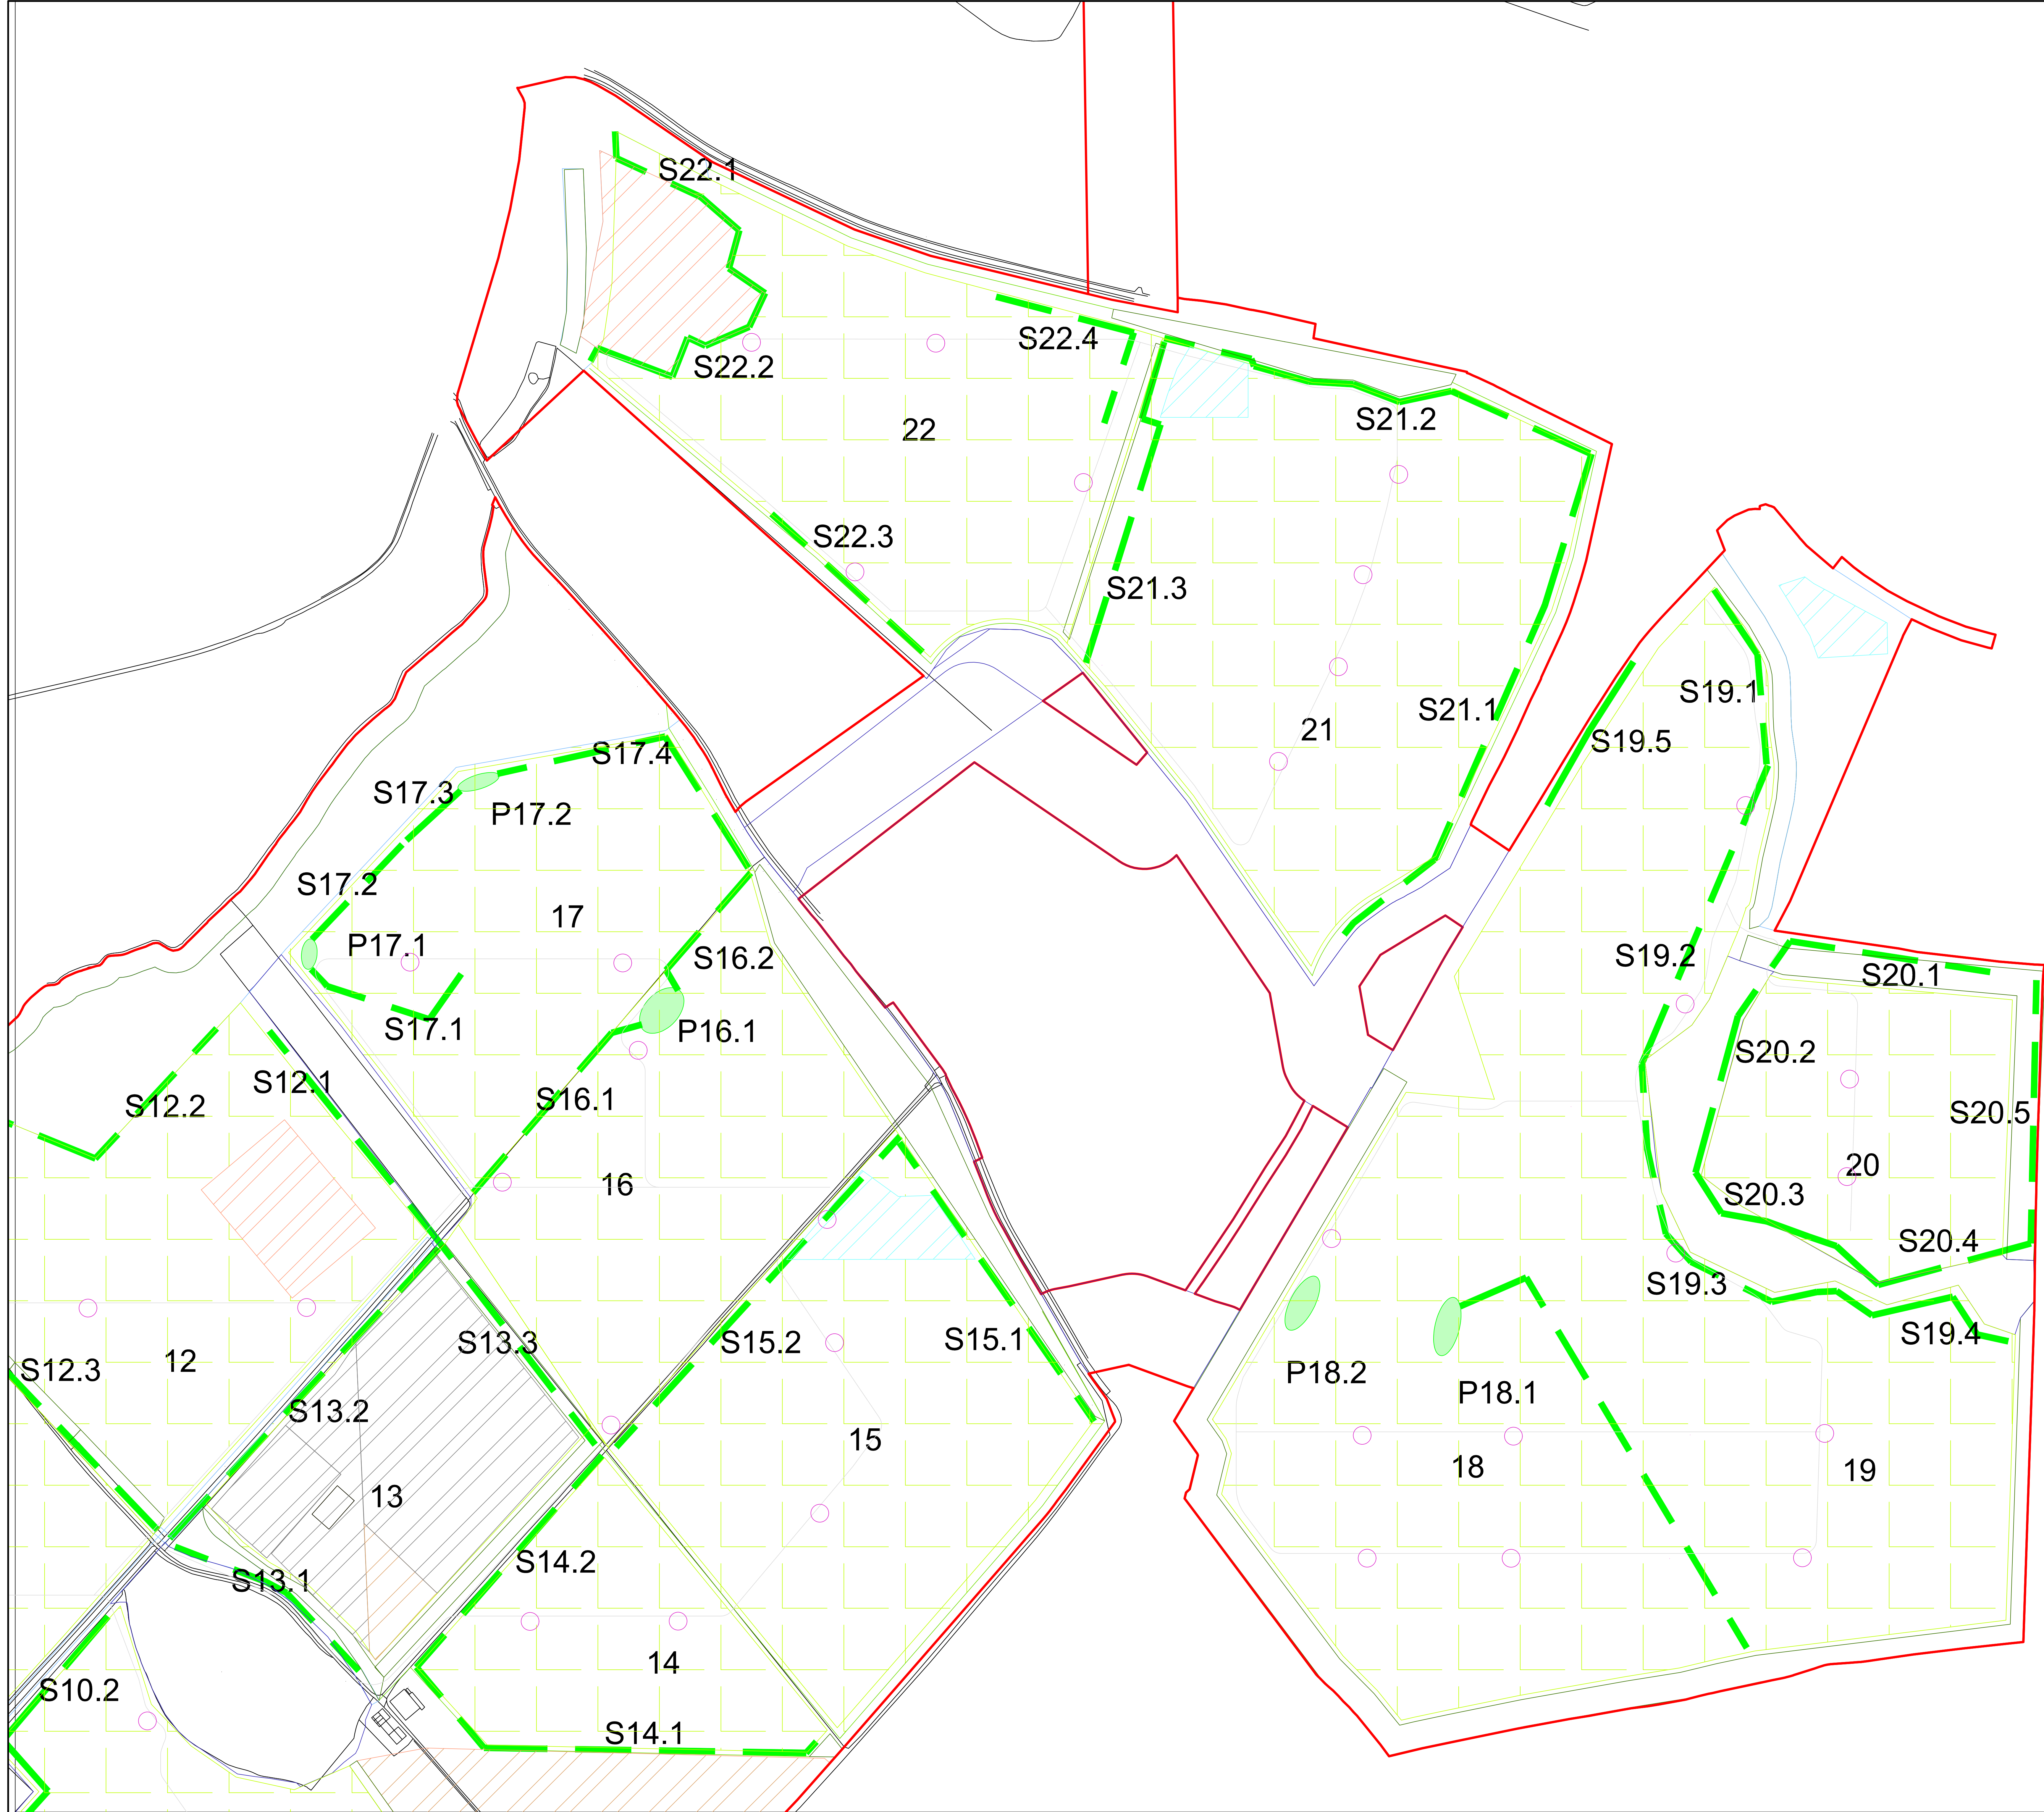 S22.1
S22.4
S22.2
S21.2
22
S22.3
S21.3
S19.1
S21.1
21
S19.5
S17.4
S17.3
P17.2
S17.2
17
P17.1
S16.2
S19.2
S20.1
S17.1
P16.1
S20.2
S12.1
S16.1
S12.2
S20.5
20
16
S20.3
S20.4
S19.3
S19.4
S13.3
S15.2
S15.1
12
S12.3
P18.2
P18.1
S13.2
15
18
19
13
S14.2
S13.1
14
S10.2
S14.1